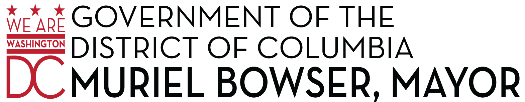 WE ARE
WASHINGTON
DC
GOVERNMENT OF THE
DISTRICT OF COLUMBIA
MURIEL BOWSER, MAYOR